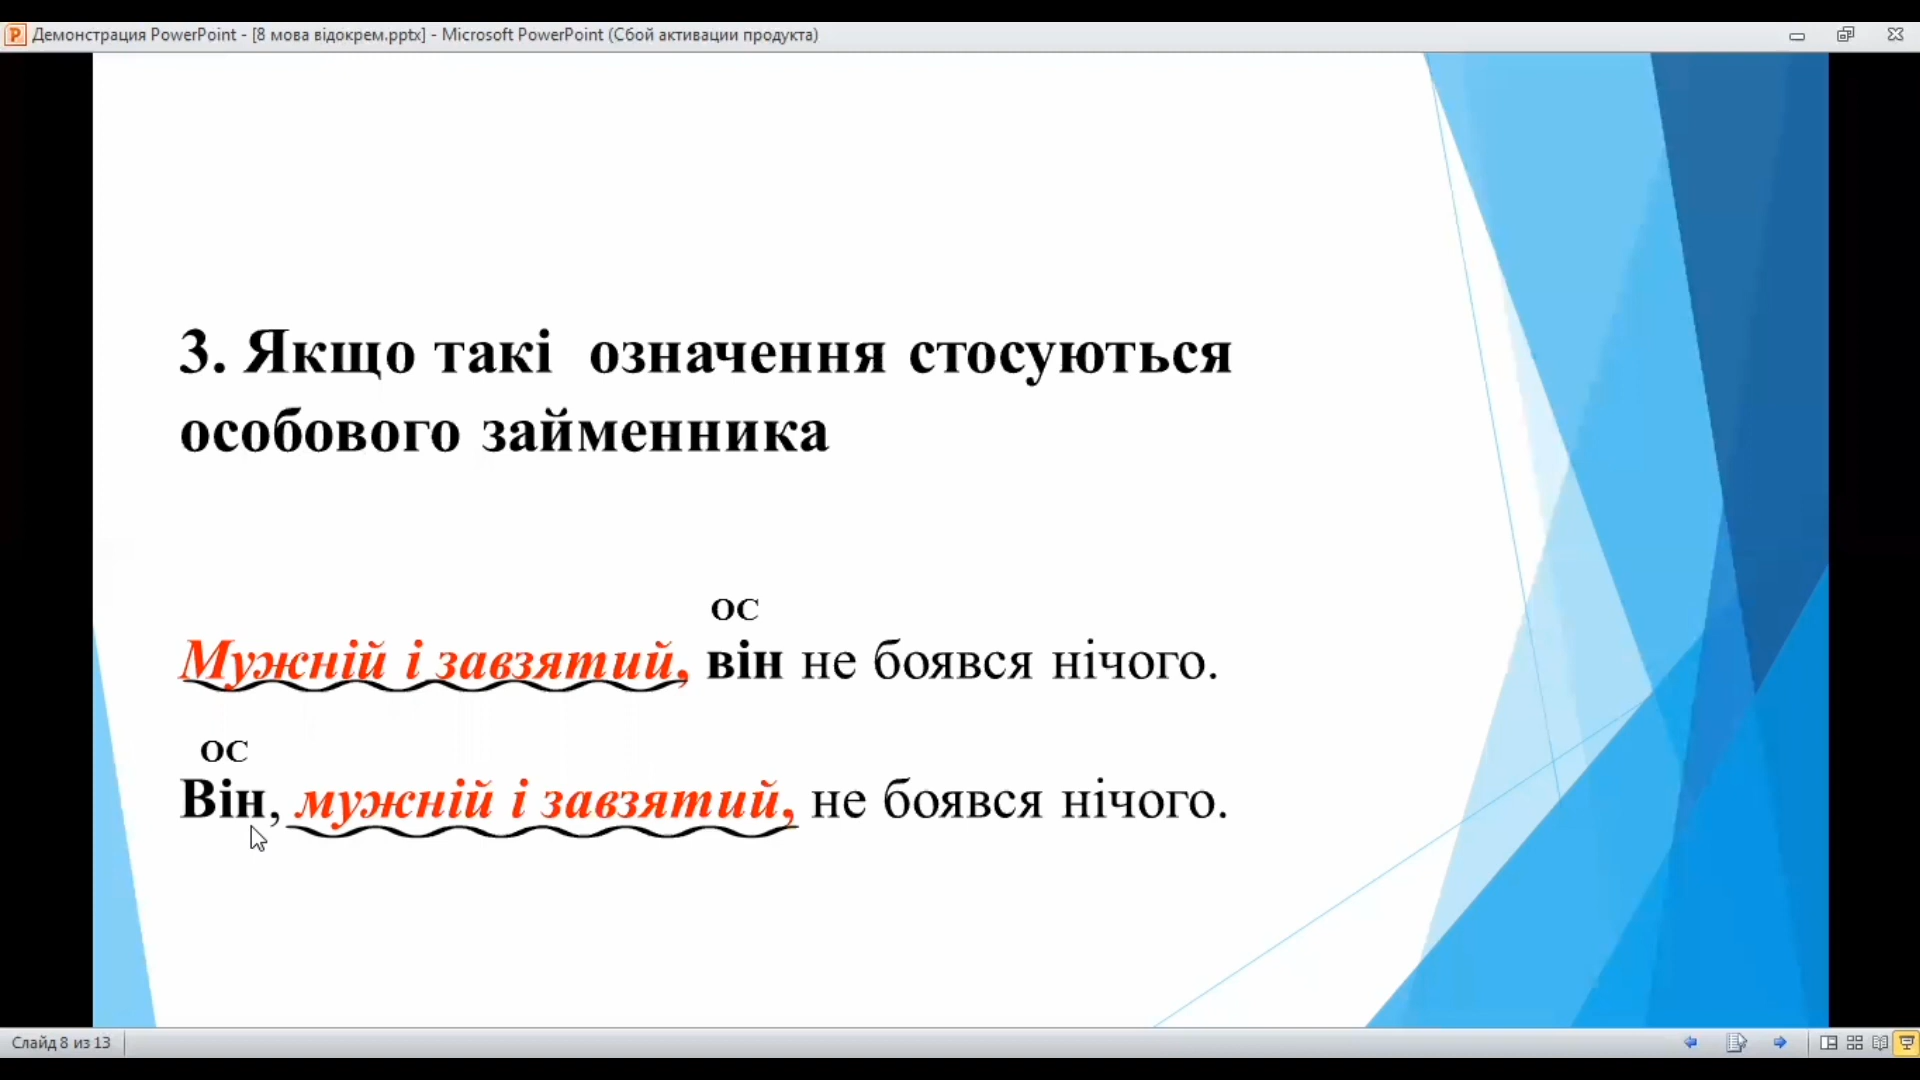 Демонстрация PowerPoint - [8 мова відокрем.pptx] - Microsoft PowerPoint (Сбой активации продукта)
3. Якщо такі означення стосуються
особового займенника
ос
Мужній і завзятий, він не боявся нічого.
ос
Він, мужній і завзятий, не боявся нічого.
Слайд 8 из 13